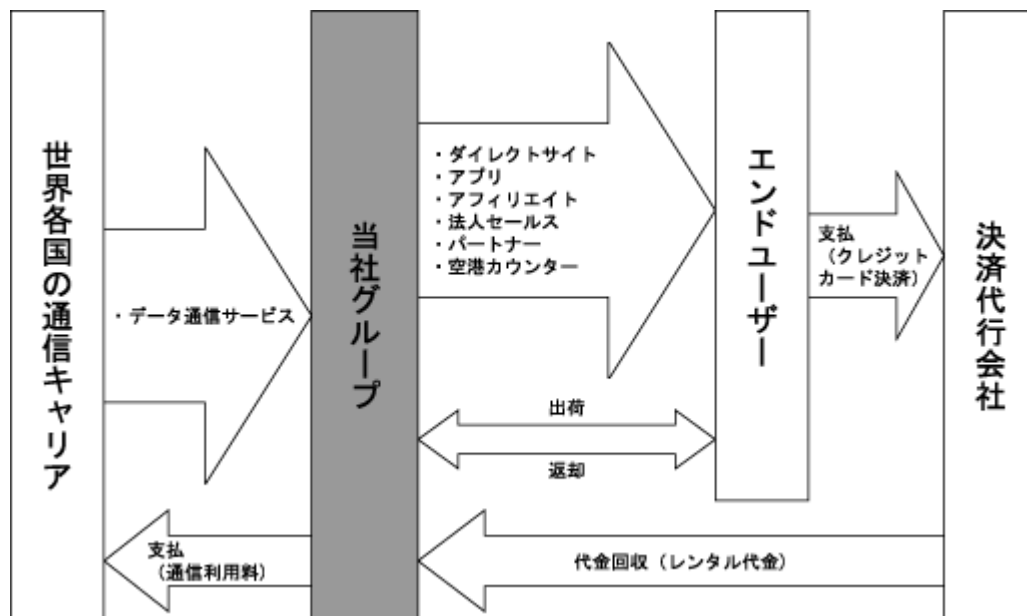 世界各国の通信キャリア
・データ通信サービス
支払
（通信利用料）
当社グループ
・ダイレクトサイト
・アプリ
・アフィリエイト
・法人セールス
・パートナー
・空港カウンター
出荷
返却
エンドユーザー
支払
（クレジット
カード決済）
代金回収（レンタル代金）
決済代行会社